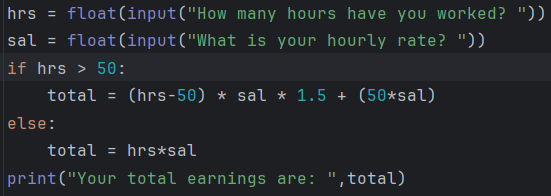 hrs = float(input("How many hours have you worked? "))
sal = float(input("What is your hourly rate? "))
if hrs > 50:
    total = (hrs-50) * sal * 1.5 + (50*sal)
else:
    total = hrs*sal
print("Your total earnings are: ",total)